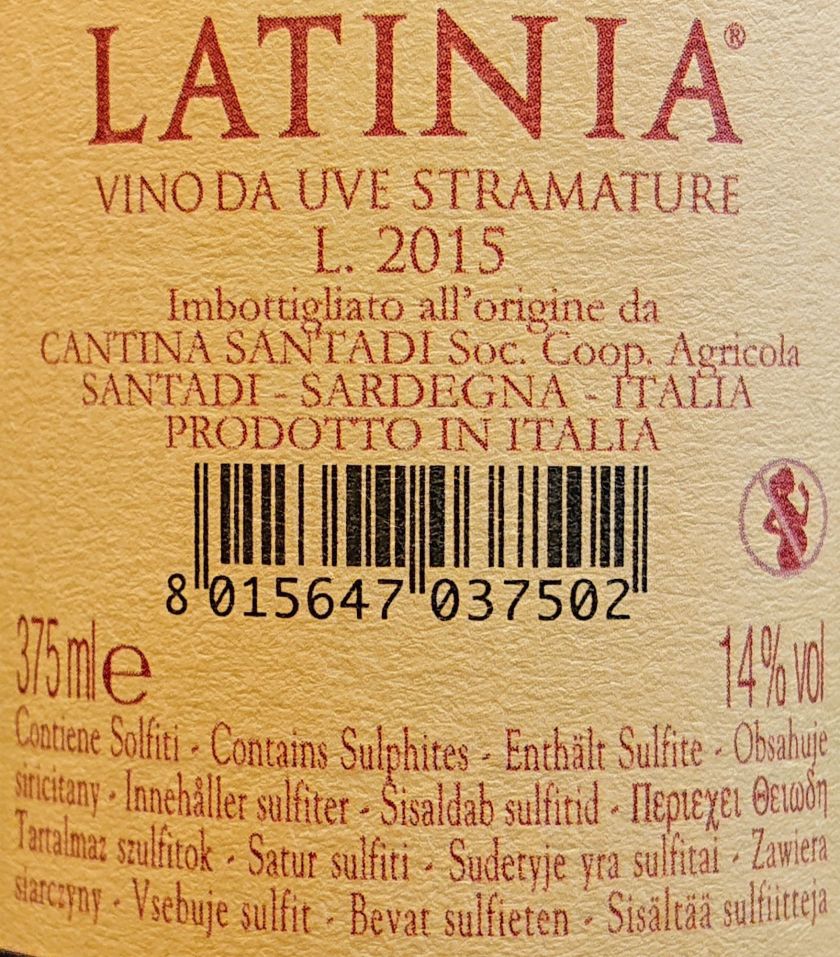 LATINIA®
VINO DA UVE STRAMATURE
L. 2015
Imbottigliato all'origine da
CANTINA SANTADI Soc. Coop. Agricola
SANTADI - SARDEGNA - ITALIA
PRODOTTO IN ITALIA
8 015647 037502
375 ml e
14% vol
Contiene Solfiti - Contains Sulphites - Enthält Sulfite - Obsahuje
siricitany - Innehåller sulfiter - Sisaldab sulfitid - Περιεχει Θειωδη
Tartalmaz szulfitok - Satur sulfiti - Sudetyje yra sulfitai - Zawiera
siarczyny - Vsebuje sulfit - Bevat sulfieten - Sisältää sulfiitteja